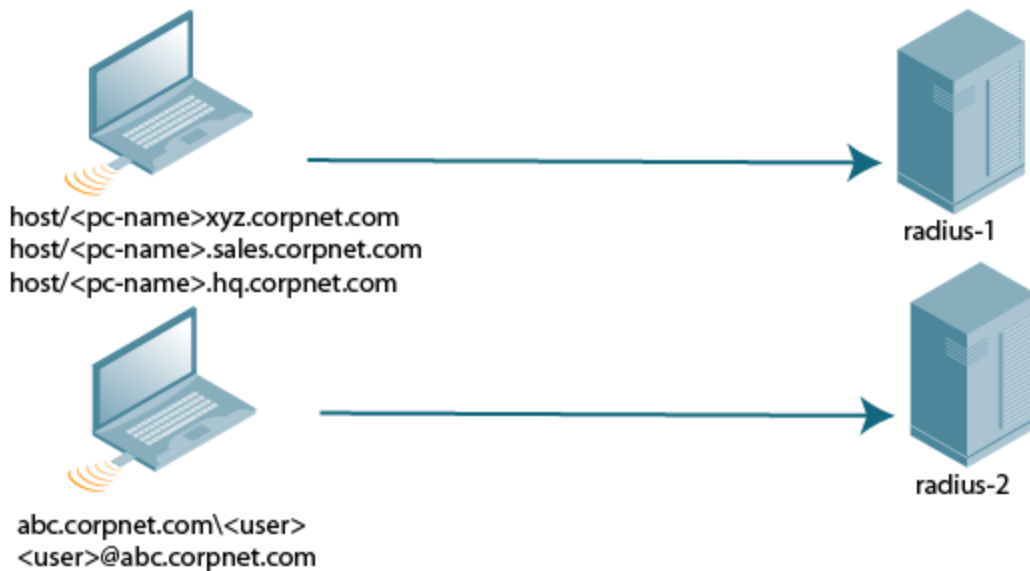 host/<pc-name>xyz.corpnet.com
host/<pc-name>.sales.corpnet.com
host/<pc-name>.hq.corpnet.com
radius-1
abc.corpnet.com\<user>
<user>@abc.corpnet.com
radius-2